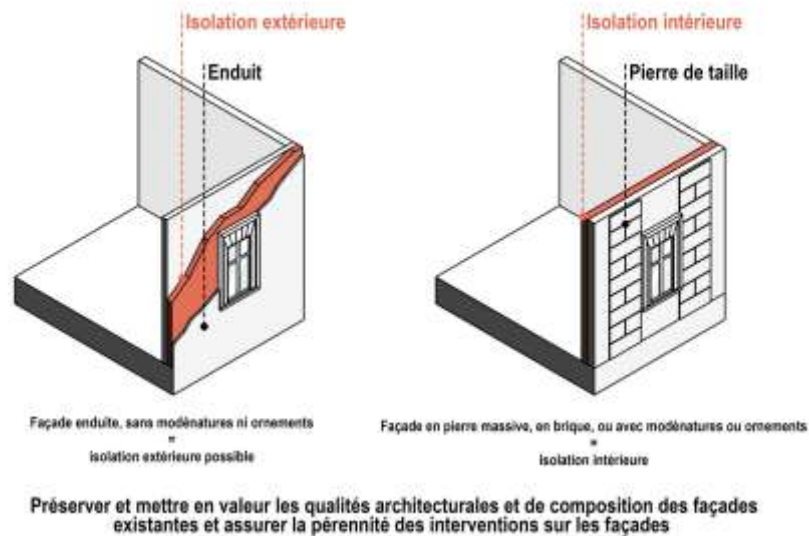 Isolation extérieure
Enduit
Façade enduite, sans modénatures ni ornements
=
isolation extérieure possible
Isolation intérieure
Pierre de taille
Façade en pierre massive, en brique, ou avec modénatures ou ornements
=
isolation intérieure
Préserver et mettre en valeur les qualités architecturales et de composition des façades
existantes et assurer la pérennité des interventions sur les façades